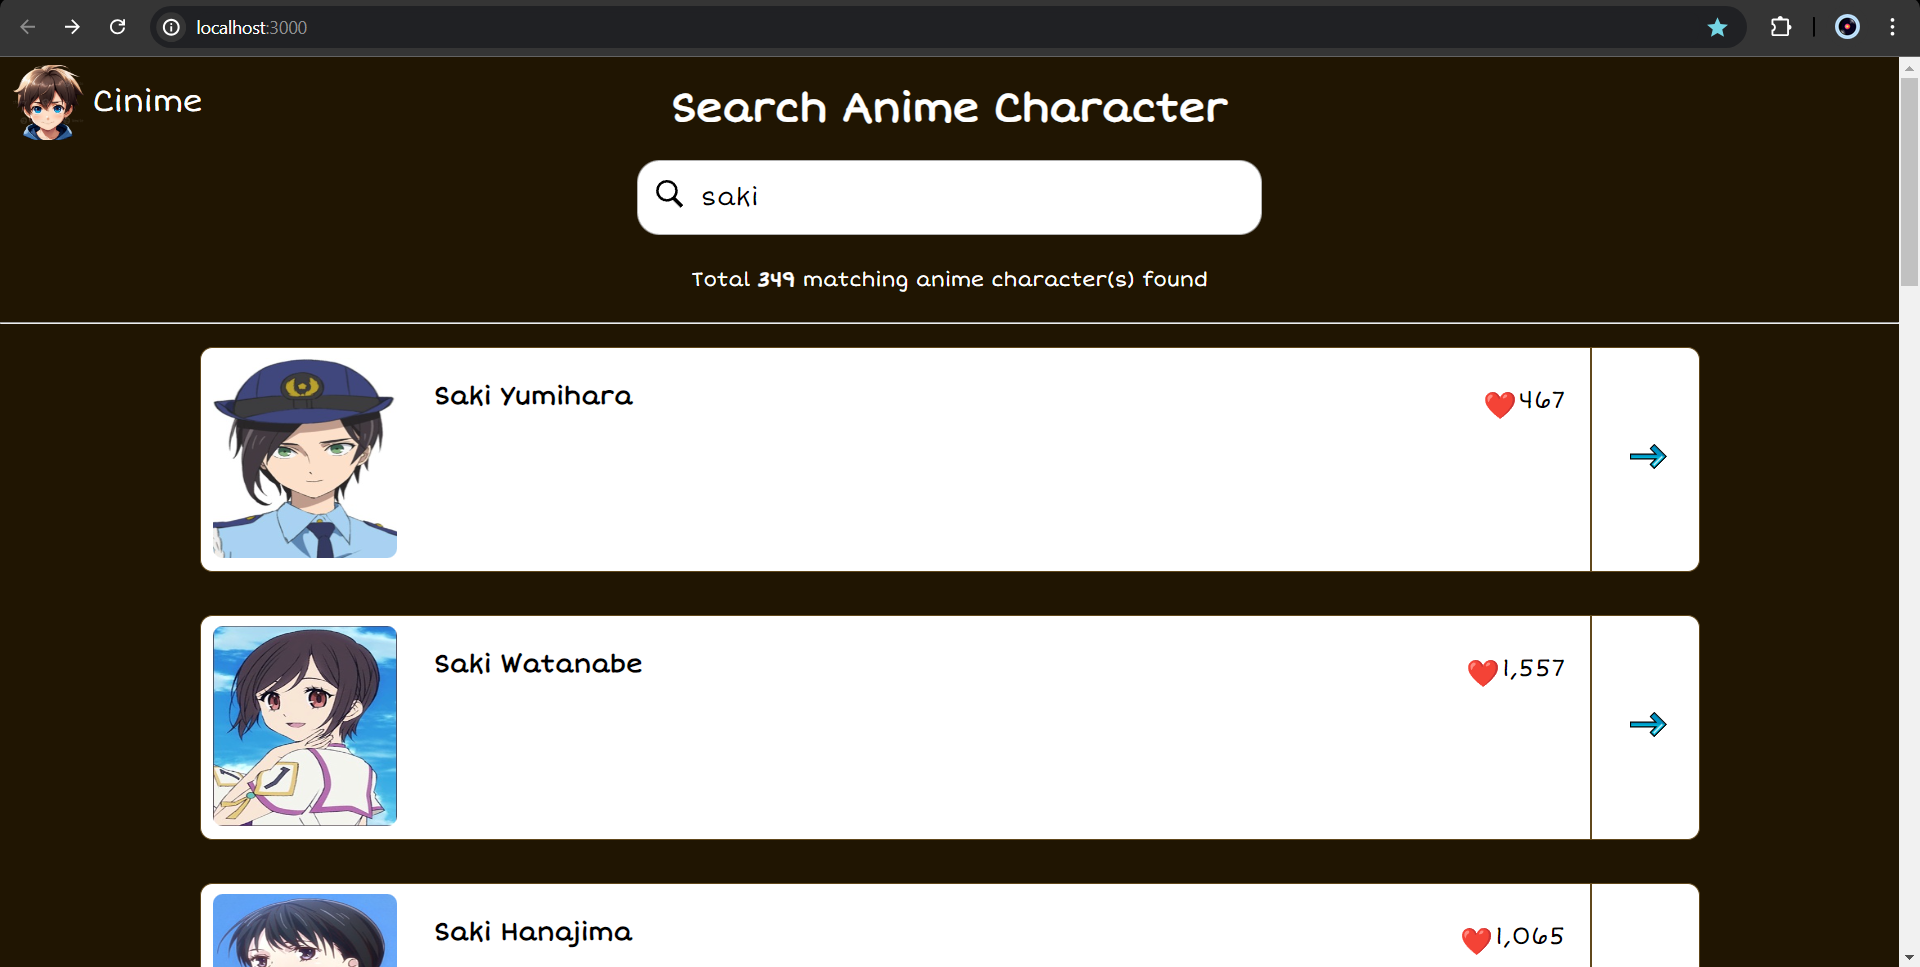 localhost:3000
Cinime
Search Anime Character
saki
Total 349 matching anime character(s) found
Saki Yumihara
467
Saki Watanabe
1,557
Saki Hanajima
1,065